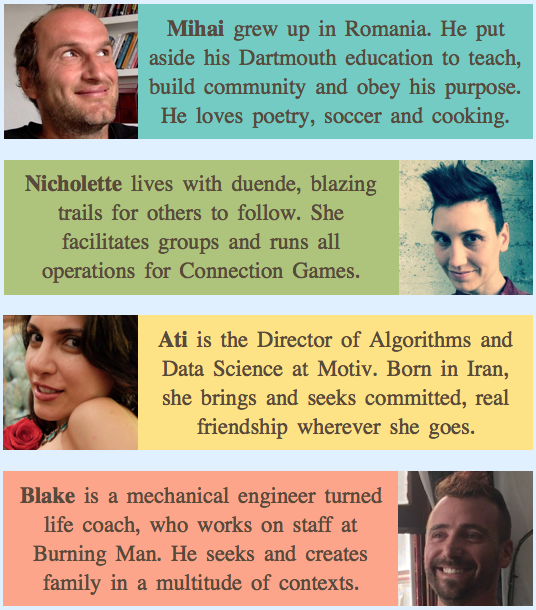 Mihai grew up in Romania. He put
aside his Dartmouth education to teach,
build community and obey his purpose.
He loves poetry, soccer and cooking.
Nicholette lives with duende, blazing
trails for others to follow. She
facilitates groups and runs all
operations for Connection Games.
Ati is the Director of Algorithms and
Data Science at Motiv. Born in Iran,
she brings and seeks committed, real
friendship wherever she goes.
Blake is a mechanical engineer turned
life coach, who works on staff at
Burning Man. He seeks and creates
family in a multitude of contexts.